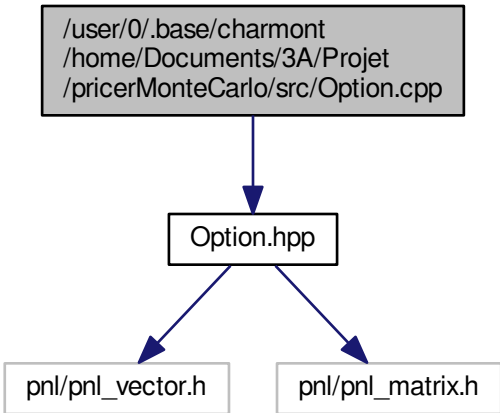 /user/0/.base/charmont
/home/Documents/3A/Projet
/pricerMonteCarlo/src/Option.cpp
Option.hpp
pnl/pnl_vector.h
pnl/pnl_matrix.h